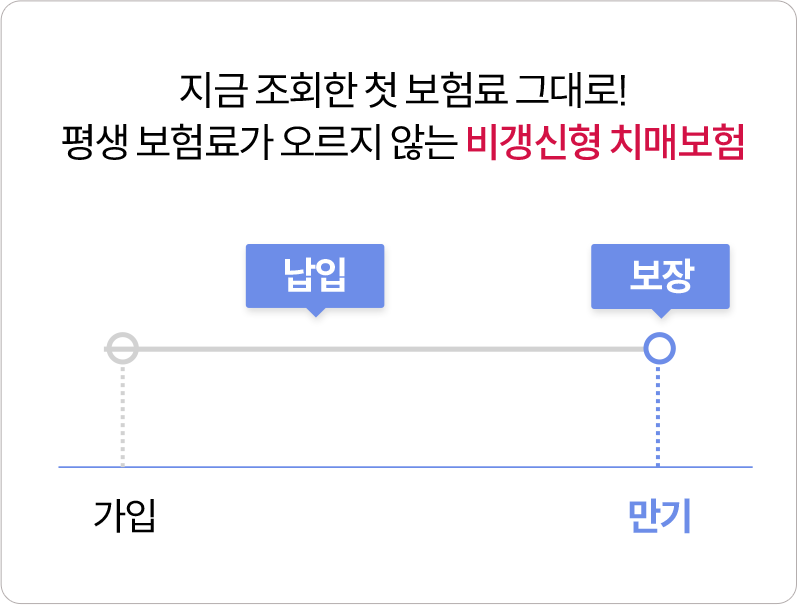 지금 조회한 첫 보험료 그대로!
평생 보험료가 오르지 않는 비갱신형 치매보험
납입
보장
가입
만기